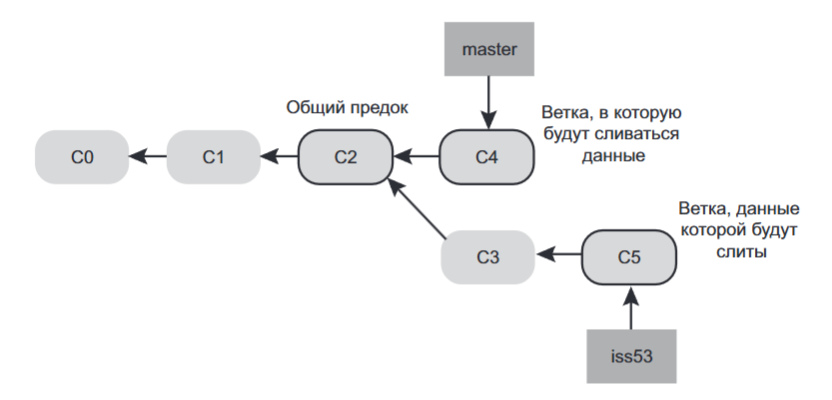 master
Общий предок
Ветка, в которую
будут сливаться
данные
C0
C1
C2
C4
Ветка, данные
которой будут
слиты
C3
C5
iss53